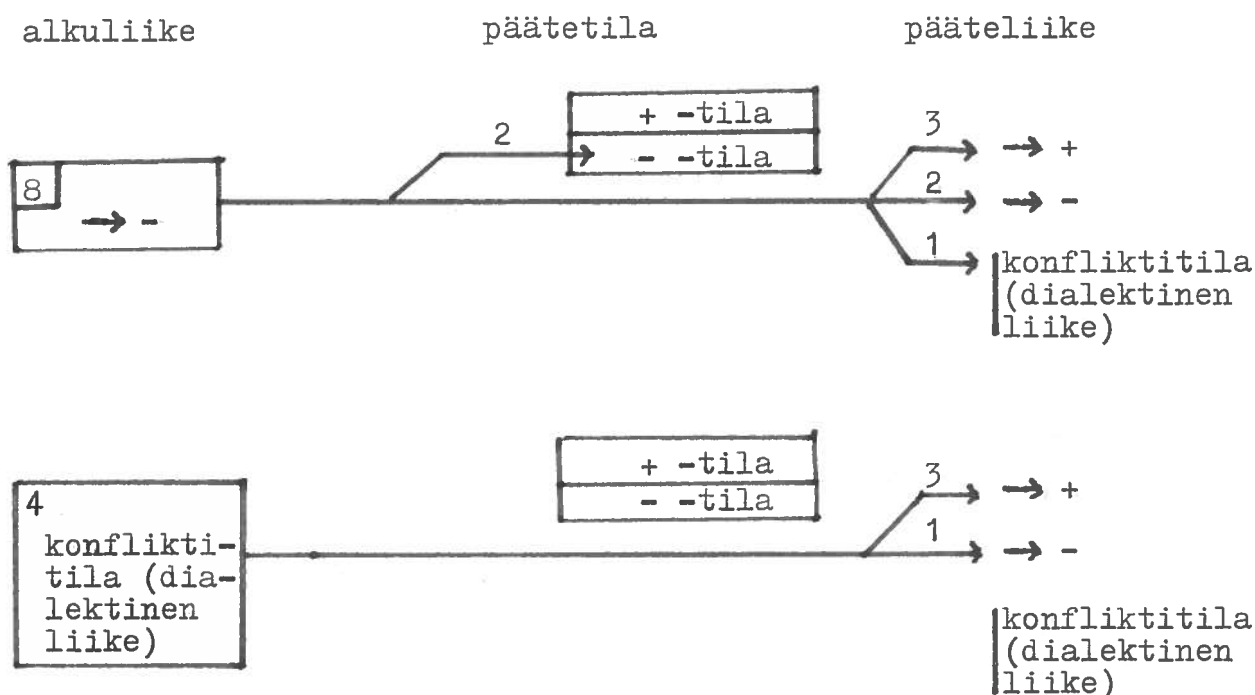 alkuliike päätetila pääteliike
+ -tila
- -tila
2
3 → +
8
→ -
2 → -
1
konfliktitila
(dialektinen
liike)
+ -tila
- -tila
3 → +
4
konflikti-
tila (dia-
lektinen
liike)
1 → -
konfliktitila
(dialektinen
liike)